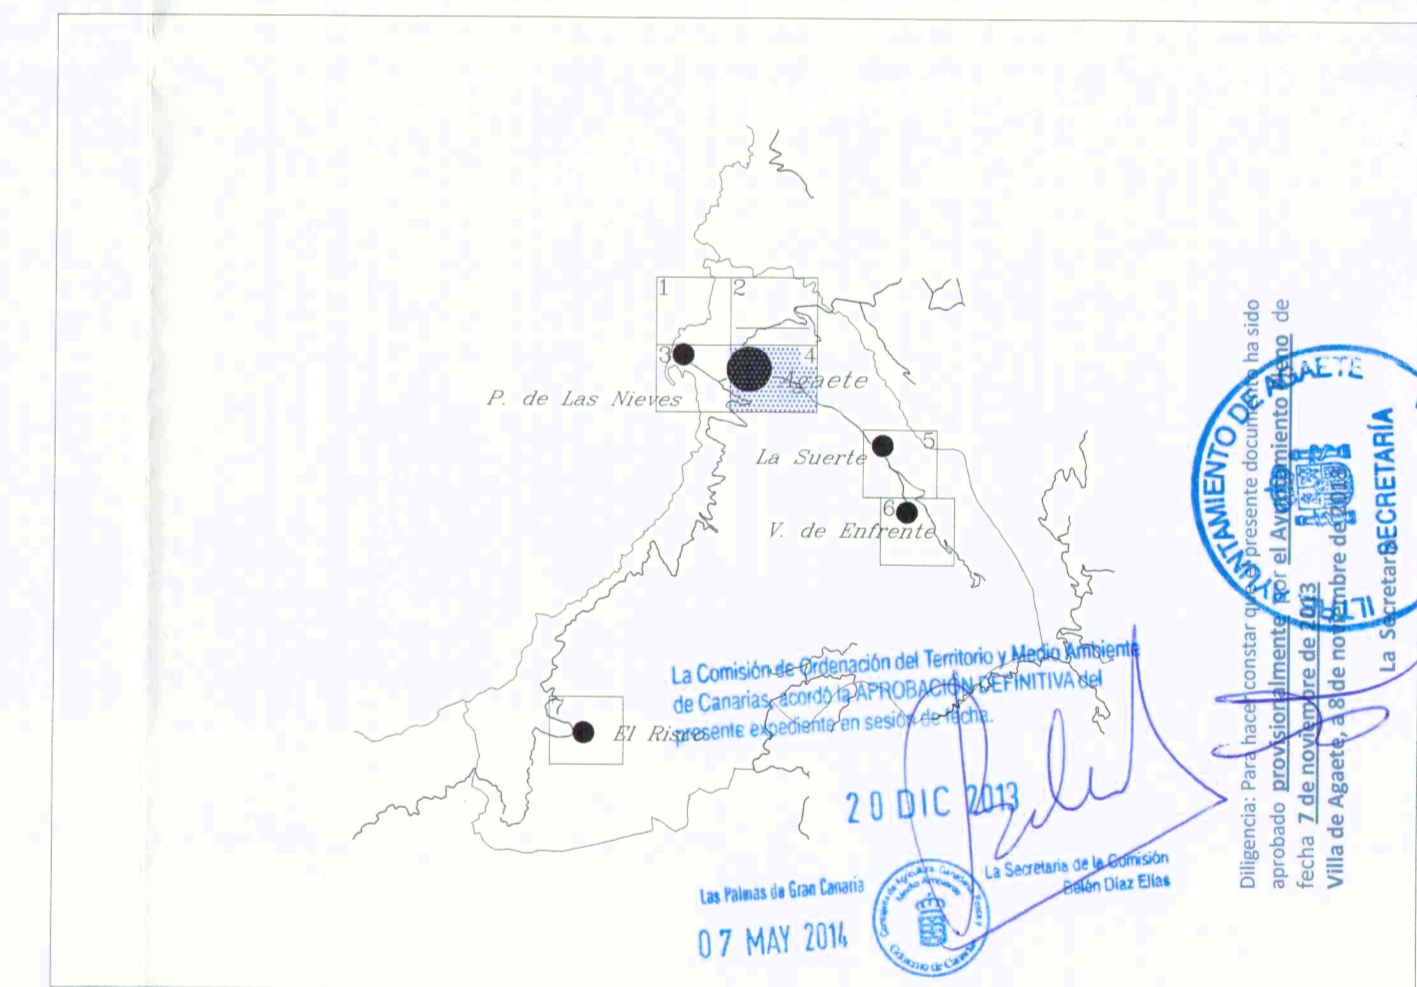 1
2
3
4
Agaete
P. de Las Nieves
5
La Suerte
6
V. de Enfrente
7
El Risco
La Comisión de Ordenación del Territorio y Medio Ambiente
de Canarias, acordó la APROBACIÓN DEFINITIVA del
presente expediente en sesión de fecha.
20 DIC 2013
La Secretaria de la Comisión
Belén Díaz Elías
Las Palmas de Gran Canaria
07 MAY 2014
Gobierno de Canarias
Diligencia: Para hacer constar que el presente documento ha sido
aprobado provisionalmente por el Ayuntamiento Pleno de
fecha 7 de noviembre de 2013
Villa de Agaete, a 8 de noviembre de 2013
La Secretaria
AYUNTAMIENTO DE AGAETE
SECRETARÍA